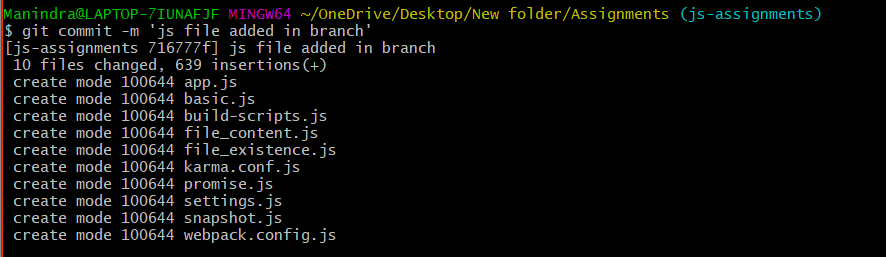 Manindra@LAPTOP-7IUNAFJF MINGW64 ~/OneDrive/Desktop/New folder/Assignments (js-assignments)
$ git commit -m 'js file added in branch'
[js-assignments 716777f] js file added in branch
 10 files changed, 639 insertions(+)
 create mode 100644 app.js
 create mode 100644 basic.js
 create mode 100644 build-scripts.js
 create mode 100644 file_content.js
 create mode 100644 file_existence.js
 create mode 100644 karma.conf.js
 create mode 100644 promise.js
 create mode 100644 settings.js
 create mode 100644 snapshot.js
 create mode 100644 webpack.config.js